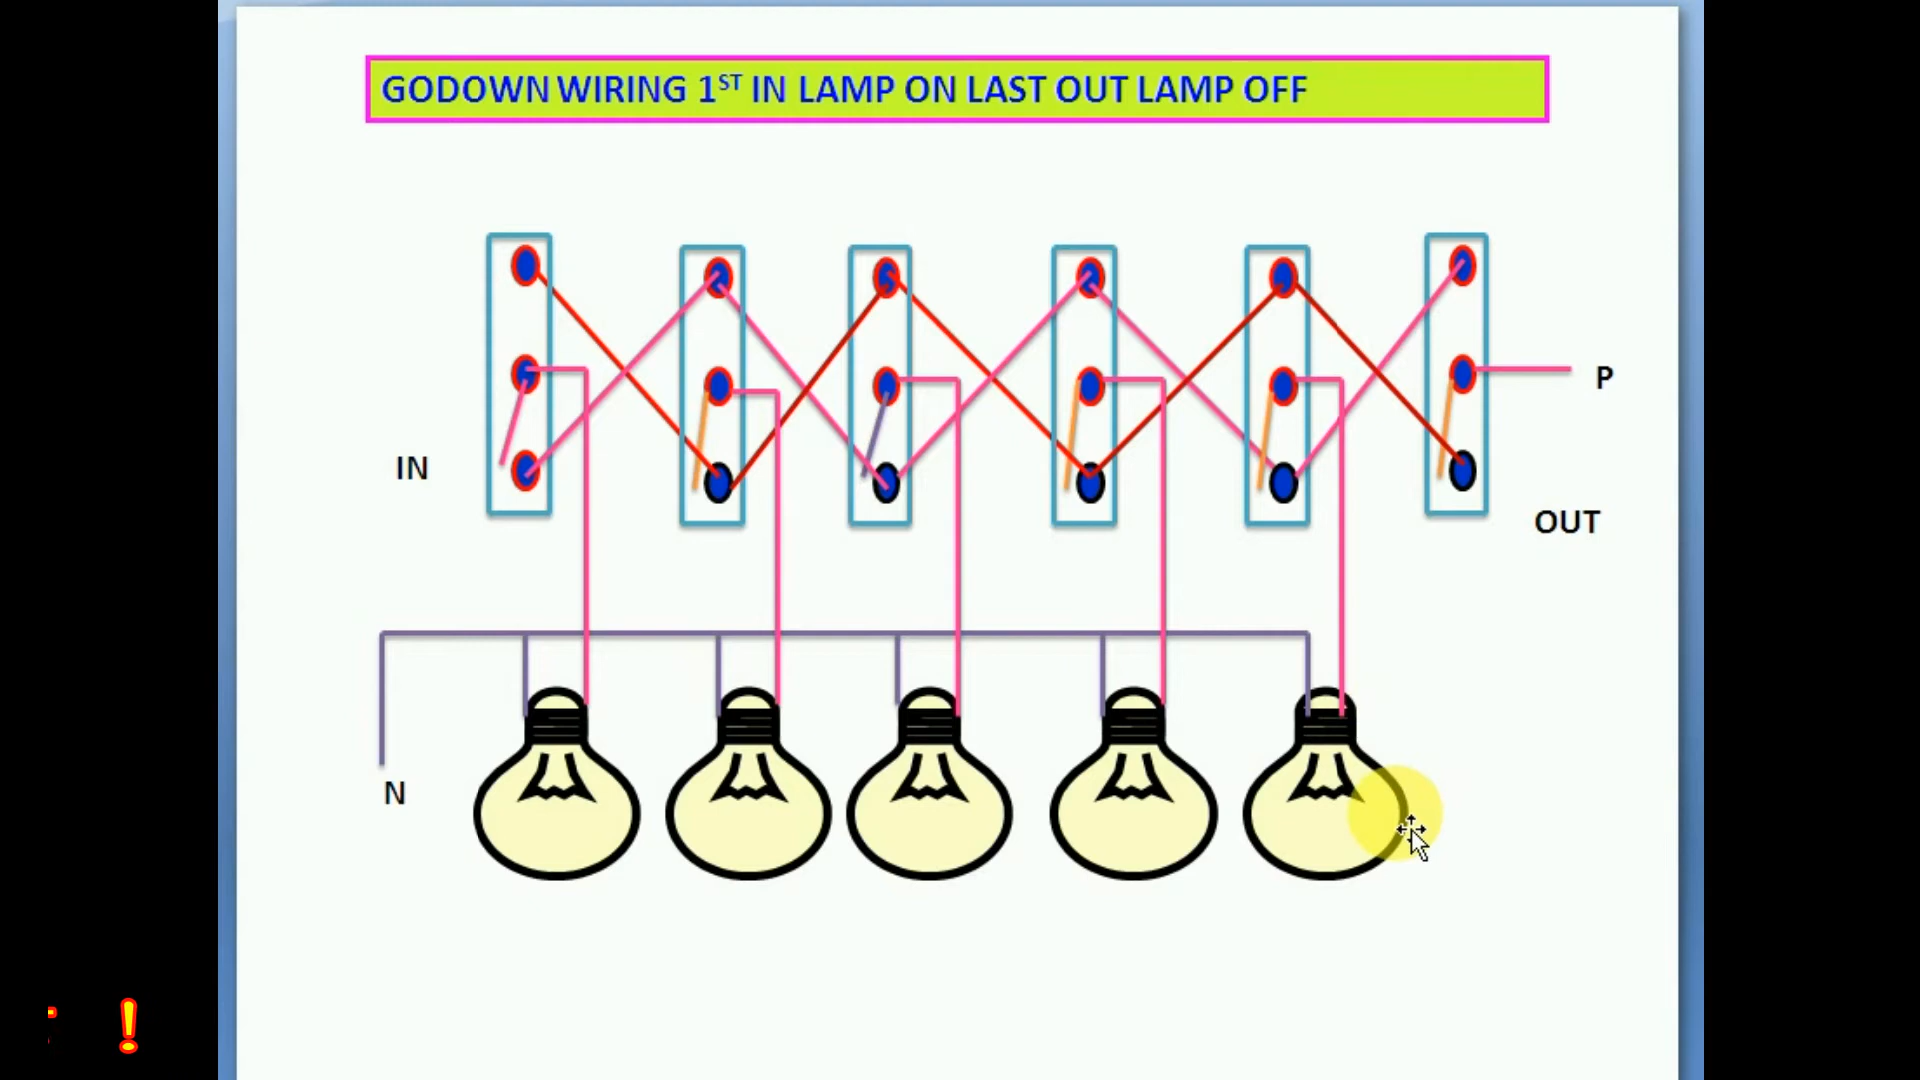 GODOWN WIRING 1ST IN LAMP ON LAST OUT LAMP OFF
P
IN
OUT
N
!